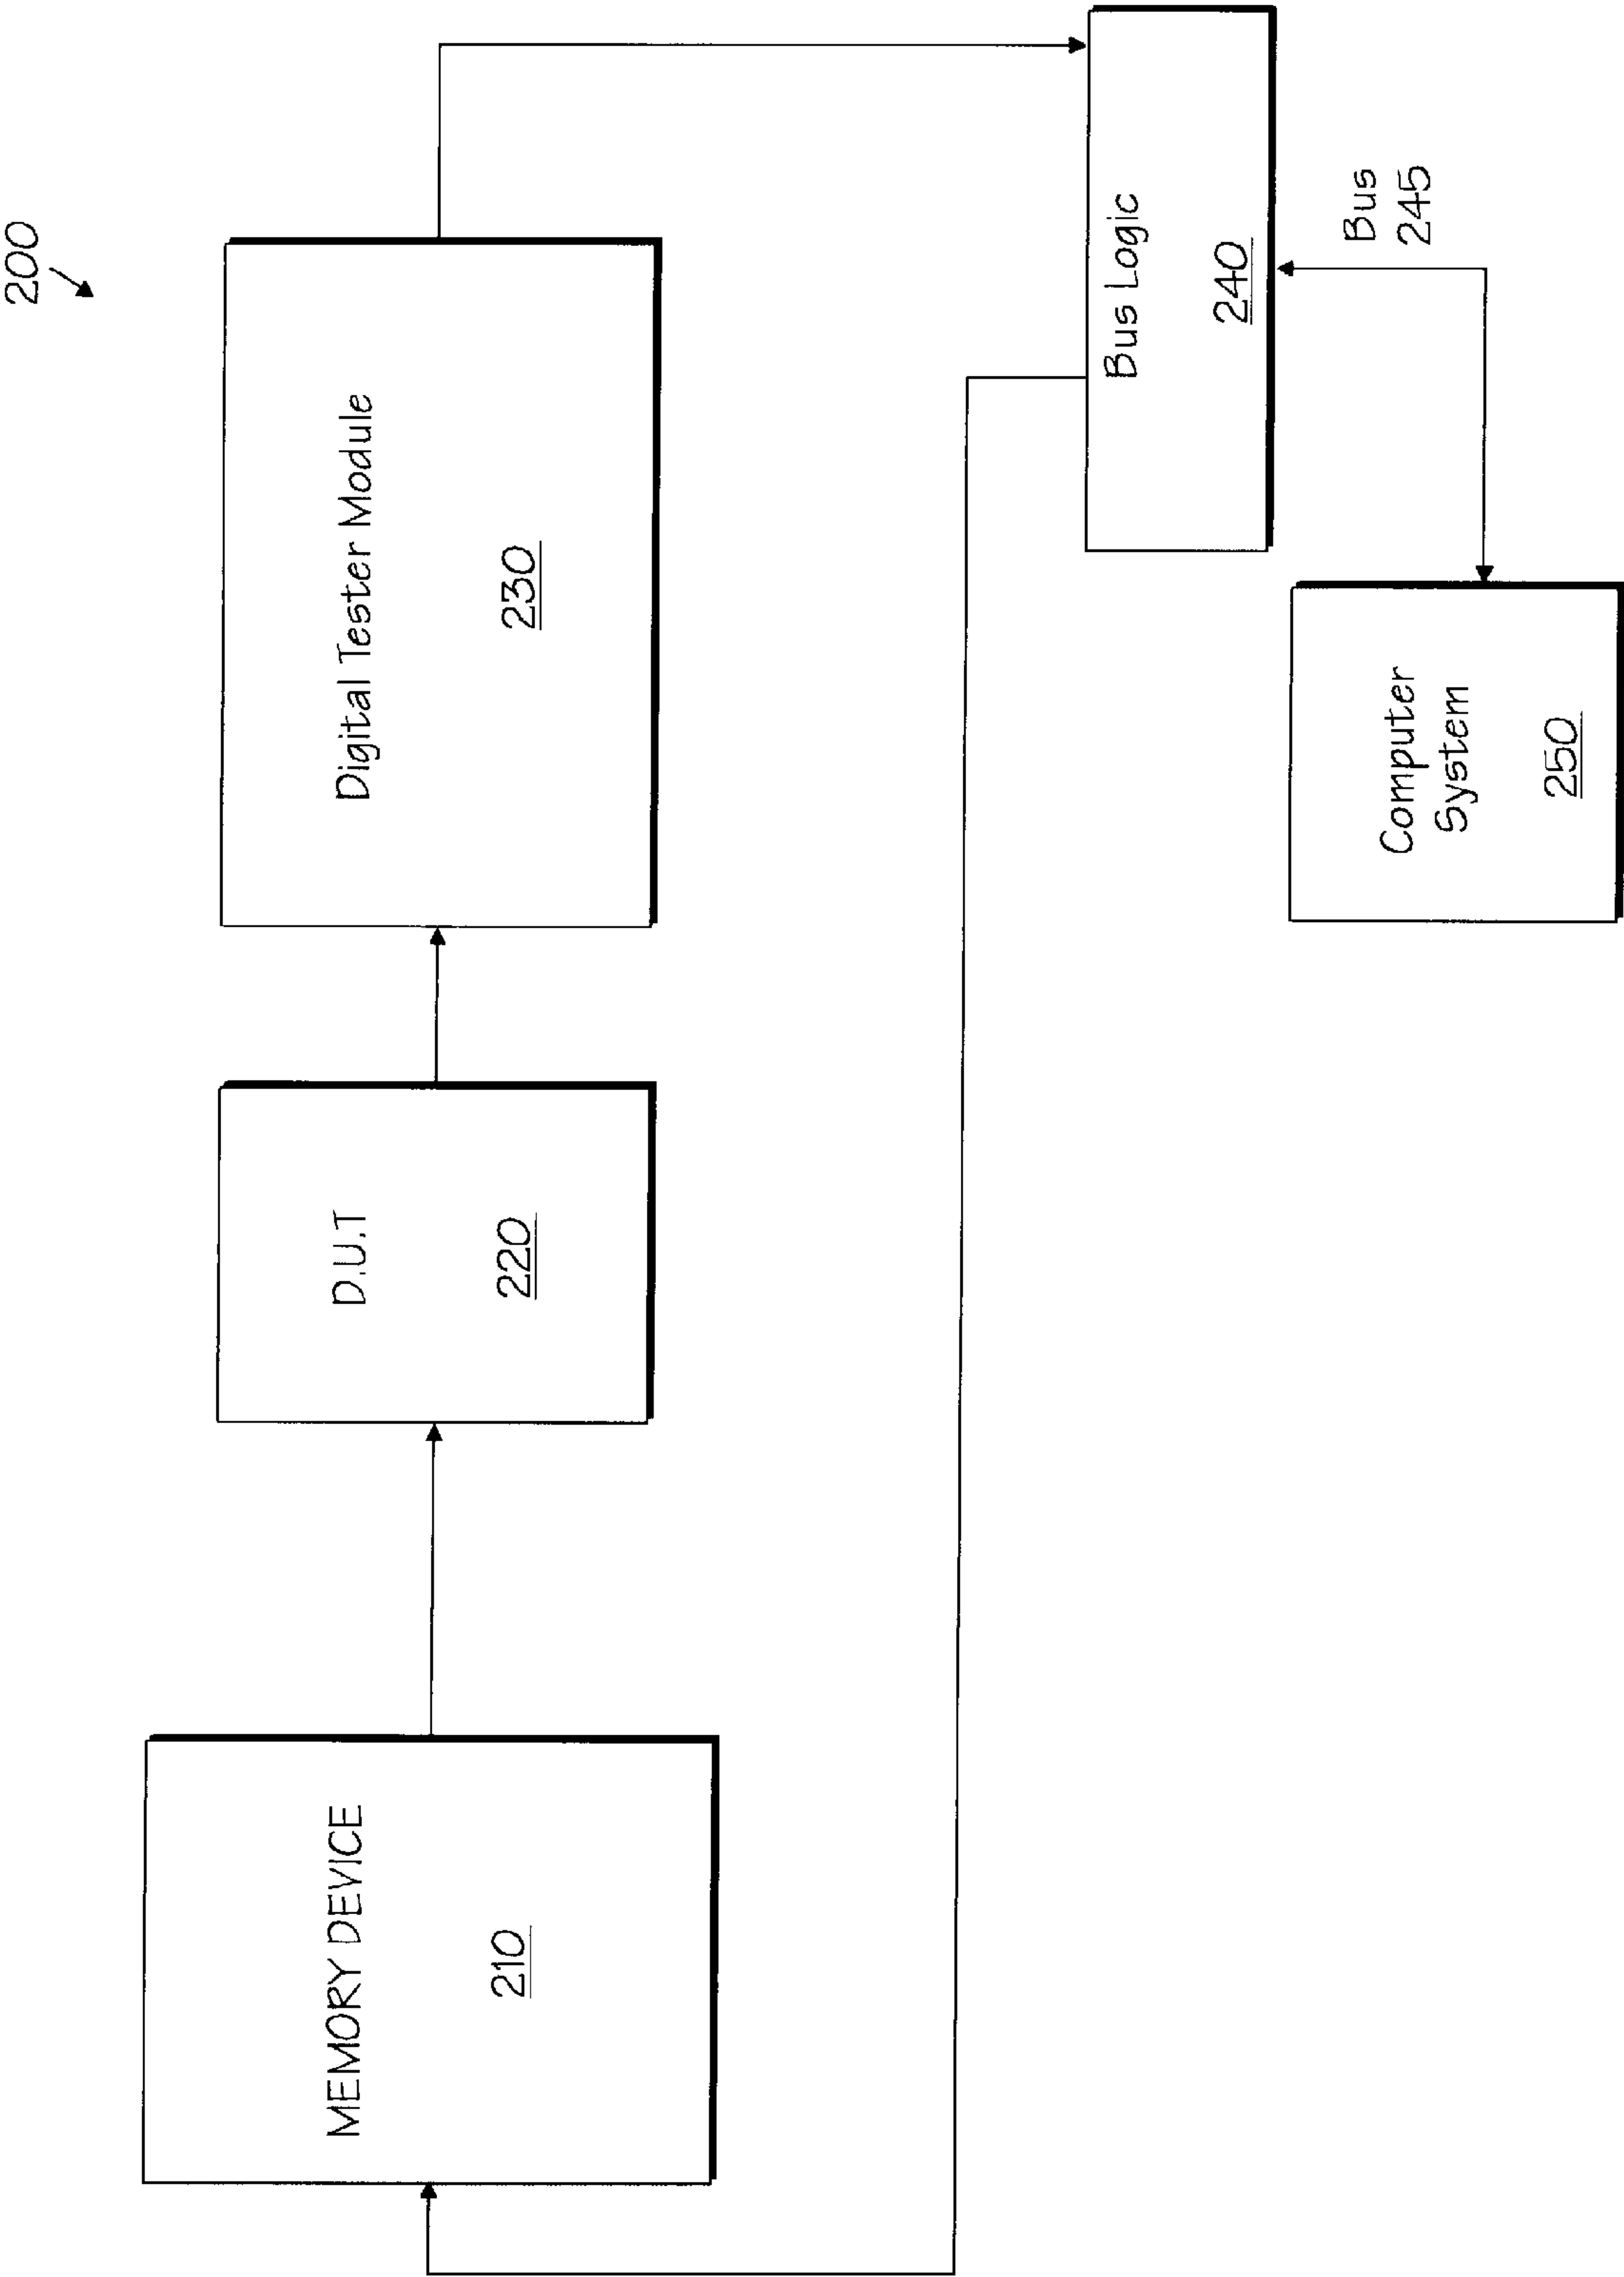 200
MEMORY DEVICE
210
D.U.T
220
Digital Tester Module
230
Bus Logic
240
Bus
245
Computer
System
250